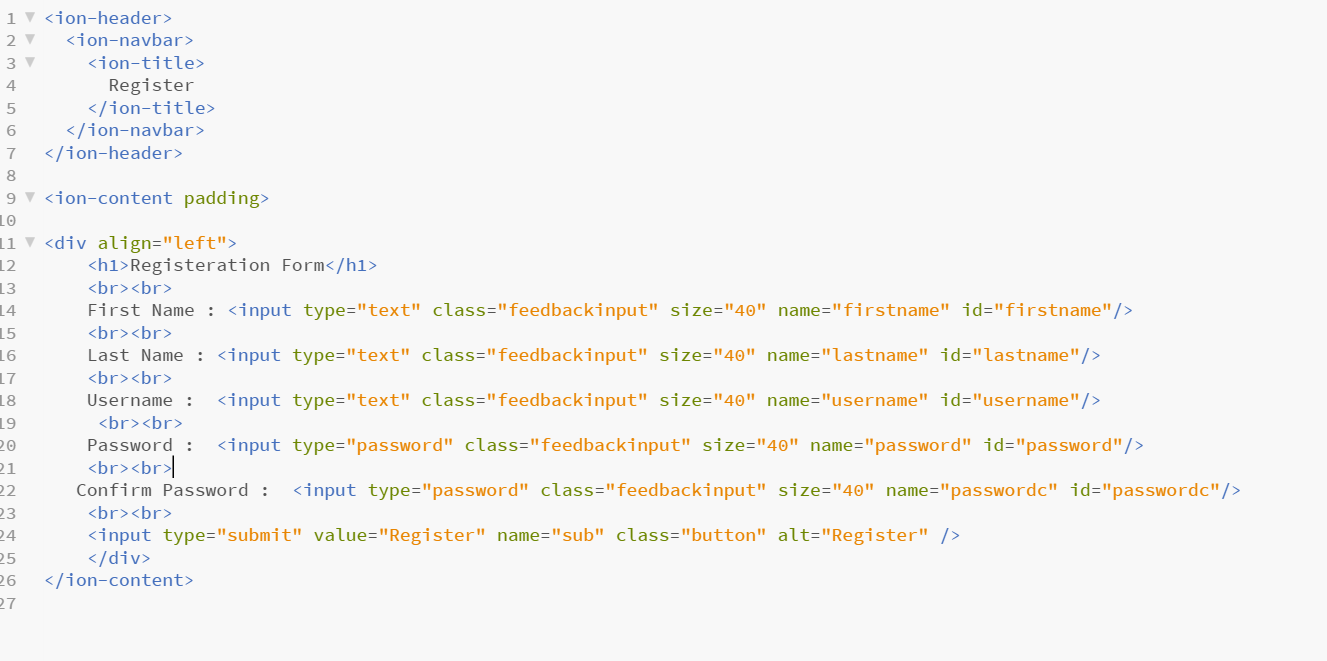 1 ▼ <ion-header>
2 ▼   <ion-navbar>
3 ▼     <ion-title>
4         Register
5       </ion-title>
6     </ion-navbar>
7   </ion-header>
8
9 ▼ <ion-content padding>
10
11 ▼ <div align="left">
12      <h1>Registeration Form</h1>
13      <br><br>
14      First Name : <input type="text" class="feedbackinput" size="40" name="firstname" id="firstname"/>
15      <br><br>
16      Last Name : <input type="text" class="feedbackinput" size="40" name="lastname" id="lastname"/>
17      <br><br>
18      Username :  <input type="text" class="feedbackinput" size="40" name="username" id="username"/>
19       <br><br>
20      Password :  <input type="password" class="feedbackinput" size="40" name="password" id="password"/>
21      <br><br>
22     Confirm Password :  <input type="password" class="feedbackinput" size="40" name="passwordc" id="passwordc"/>
23      <br><br>
24      <input type="submit" value="Register" name="sub" class="button" alt="Register" />
25      </div>
26  </ion-content>
27